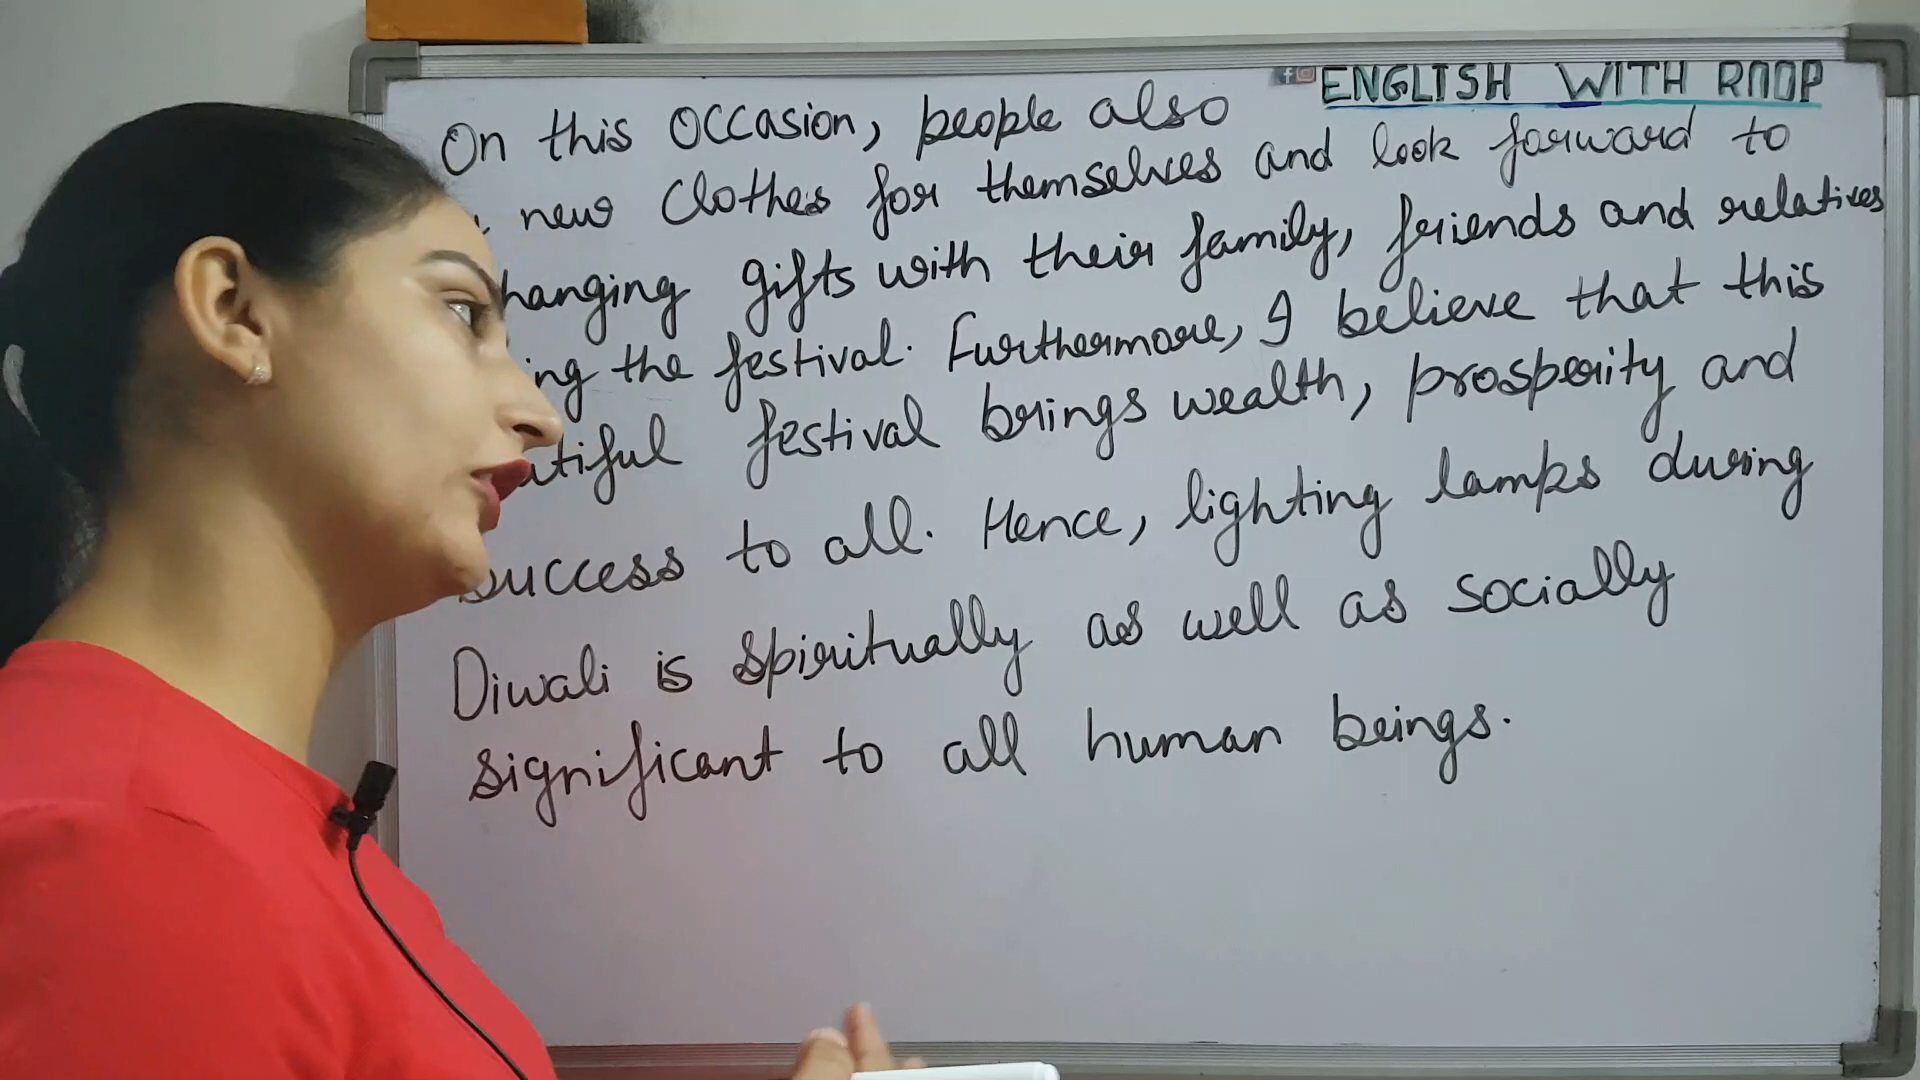 ENGLISH WITH ROOP
On this occasion, people also
new clothes for themselves and look forward to
hanging gifts with their family, friends and relatives
ing the festival. Furthermore, I believe that this
tiful festival brings wealth, prosperity and
success to all. Hence, lighting lamps during
Diwali is spiritually as well as socially
significant to all human beings.